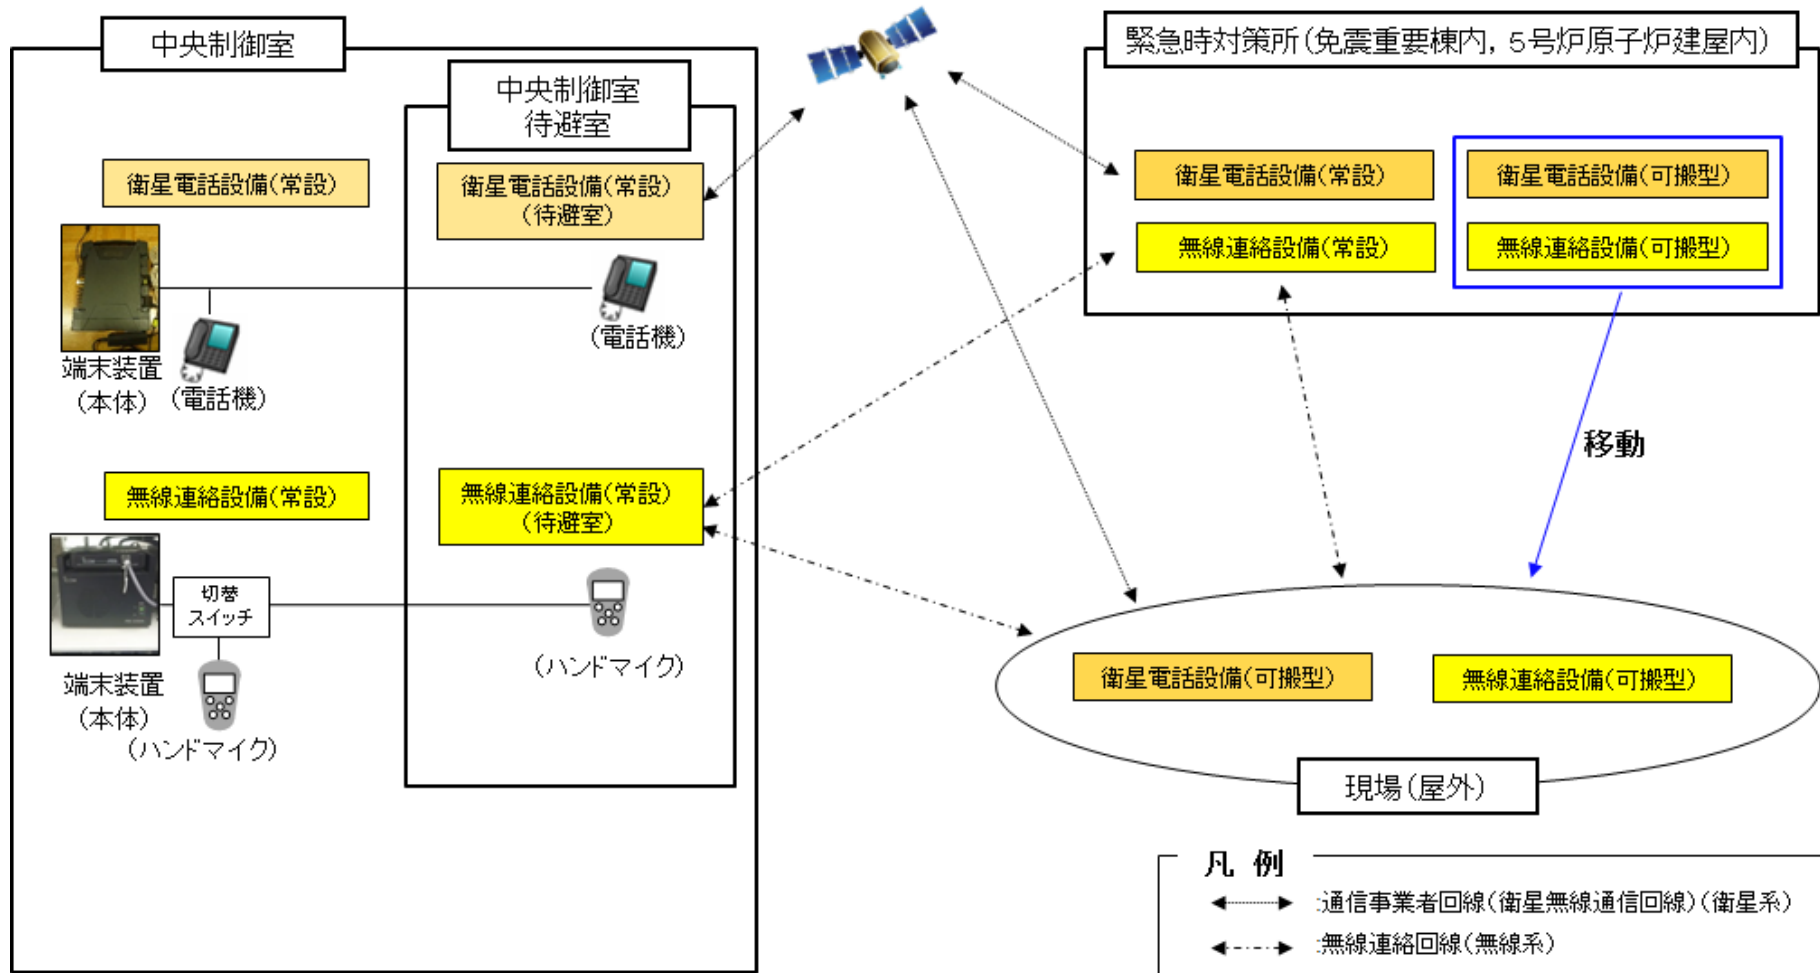 中央制御室
中央制御室
待避室
衛星電話設備(常設)
衛星電話設備(常設)
(待避室)
端末装置
(本体)
(電話機)
(電話機)
無線連絡設備(常設)
無線連絡設備(常設)
(待避室)
切替
スイッチ
端末装置
(本体)
(ハンドマイク)
(ハンドマイク)
緊急時対策所(免震重要棟内，5号炉原子炉建屋内)
衛星電話設備(常設)
衛星電話設備(可搬型)
無線連絡設備(常設)
無線連絡設備(可搬型)
移動
衛星電話設備(可搬型)
無線連絡設備(可搬型)
現場(屋外)
凡 例
:通信事業者回線(衛星無線通信回線)(衛星系)
:無線連絡回線(無線系)